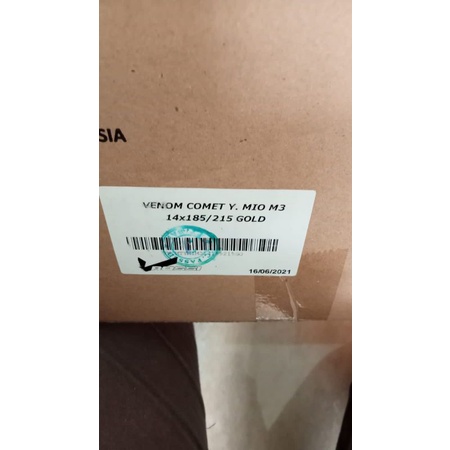 SIA
VENOM COMET Y. MIO M3
14x185/215 GOLD
16/06/2021